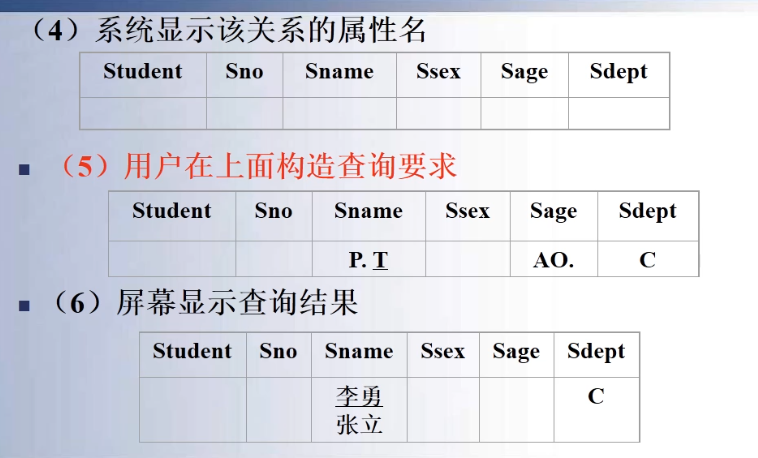 (4)系统显示该关系的属性名
Student Sno Sname Ssex Sage Sdept
■ (5)用户在上面构造查询要求
Student Sno Sname Ssex Sage Sdept
P. T AO. C
■ (6)屏幕显示查询结果
Student Sno Sname Ssex Sage Sdept
李勇 C
张立